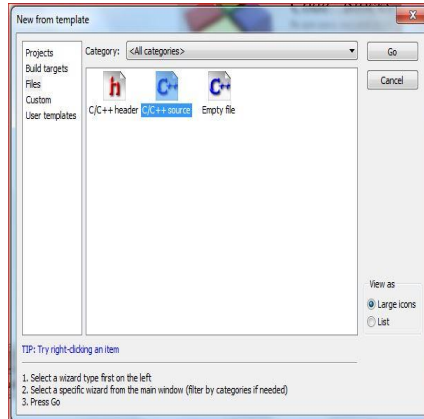 New from template
Projects
Build targets
Files
Custom
User templates
Category: <All categories>
Go
Cancel
C/C++ header
C/C++ source
Empty file
View as
Large icons
List
TIP: Try right-clicking an item
1. Select a wizard type first on the left
2. Select a specific wizard from the main window (filter by categories if needed)
3. Press Go